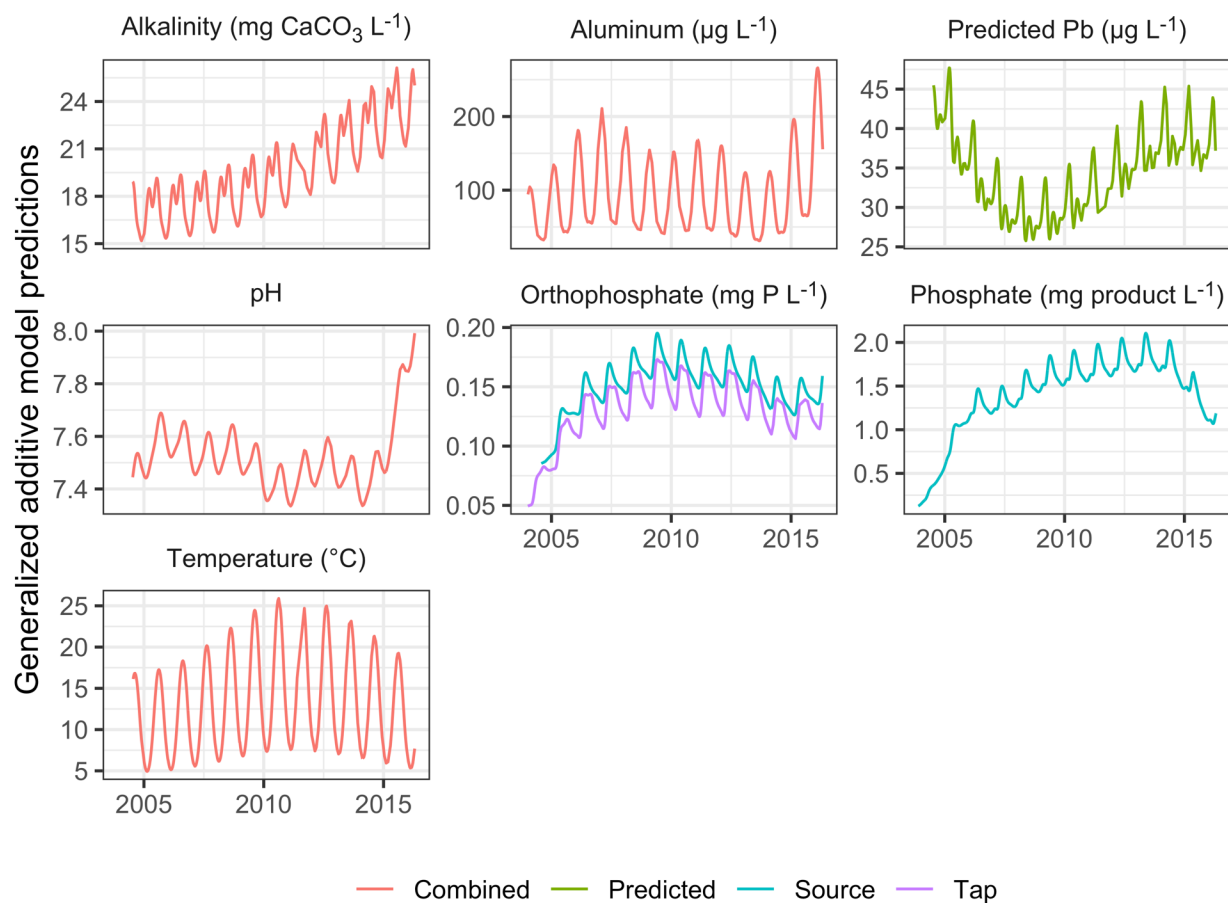 Generalized additive model predictions
Alkalinity (mg CaCO₃ L⁻¹)
24
21
18
15
Aluminum (µg L⁻¹)
200
100
Predicted Pb (µg L⁻¹)
45
40
35
30
25
pH
8.0
7.8
7.6
7.4
Orthophosphate (mg P L⁻¹)
0.20
0.15
0.10
0.05
2005 2010 2015
Phosphate (mg product L⁻¹)
2.0
1.5
1.0
0.5
2005 2010 2015
Temperature (°C)
25
20
15
10
5
2005 2010 2015
Combined Predicted Source Tap